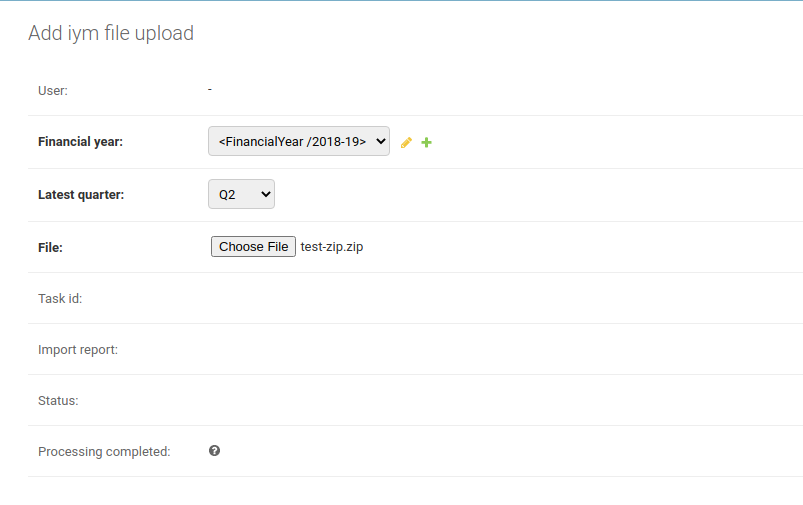 Add iym file upload
User: -
Financial year: <FinancialYear /2018-19>
Latest quarter: Q2
File: Choose File test-zip.zip
Task id:
Import report:
Status:
Processing completed: ?